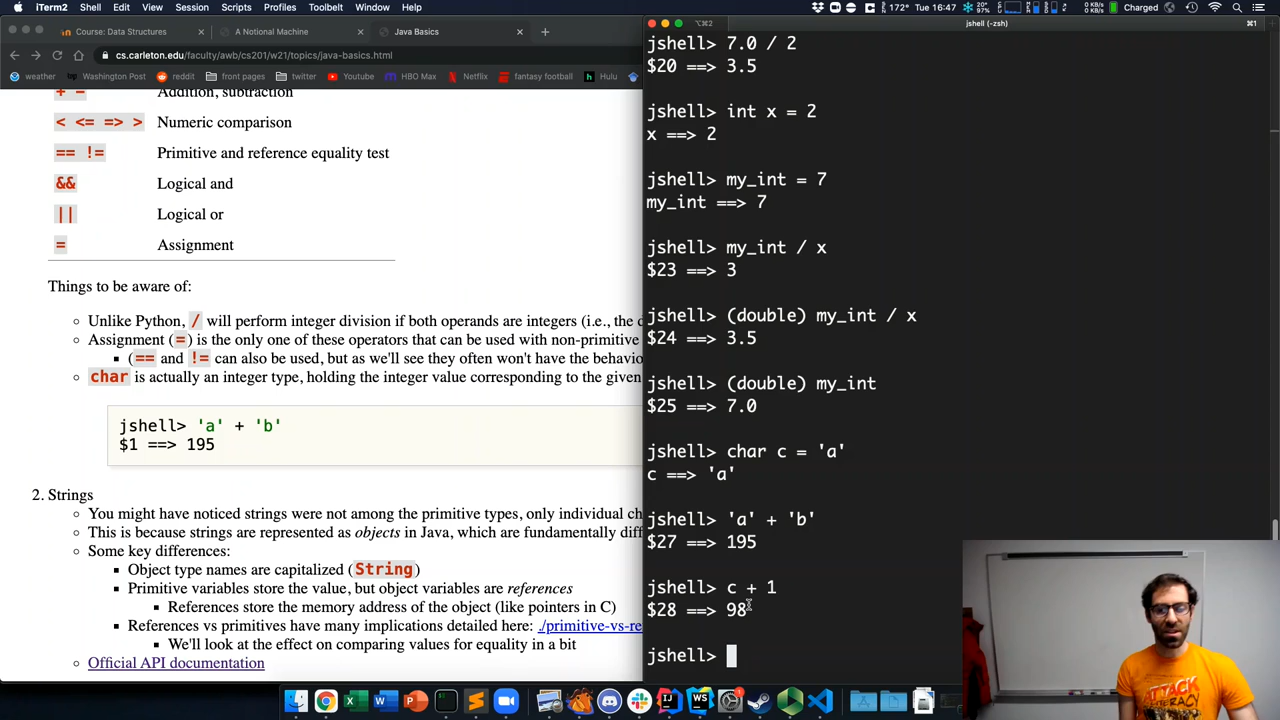 iTerm2 Shell Edit View Session Scripts Profiles Toolbelt Window Help
172° Tue 16:47 20° 90% 0 KB/s 0 KB/s Charged
Course: Data Structures A Notional Machine Java Basics
cs.carleton.edu/faculty/awb/cs201/w21/topics/java-basics.html
weather Washington Post reddit front pages twitter Youtube HBO Max Netflix fantasy football Hulu
+ - Addition, subtraction
< <= => > Numeric comparison
== != Primitive and reference equality test
&& Logical and
|| Logical or
= Assignment
Things to be aware of:
Unlike Python, / will perform integer division if both operands are integers (i.e., the d
Assignment (=) is the only one of these operators that can be used with non-primitive
(== and != can also be used, but as we'll see they often won't have the behavio
char is actually an integer type, holding the integer value corresponding to the given
jshell> 'a' + 'b'
$1 ==> 195
2. Strings
You might have noticed strings were not among the primitive types, only individual ch
This is because strings are represented as objects in Java, which are fundamentally diff
Some key differences:
Object type names are capitalized (String)
Primitive variables store the value, but object variables are references
References store the memory address of the object (like pointers in C)
References vs primitives have many implications detailed here: ./primitive-vs-re
We'll look at the effect on comparing values for equality in a bit
Official API documentation
jshell (-zsh)
⌥⌘2
⌘1
jshell> 7.0 / 2
$20 ==> 3.5
jshell> int x = 2
x ==> 2
jshell> my_int = 7
my_int ==> 7
jshell> my_int / x
$23 ==> 3
jshell> (double) my_int / x
$24 ==> 3.5
jshell> (double) my_int
$25 ==> 7.0
jshell> char c = 'a'
c ==> 'a'
jshell> 'a' + 'b'
$27 ==> 195
jshell> c + 1
$28 ==> 98
jshell>
ATTACK